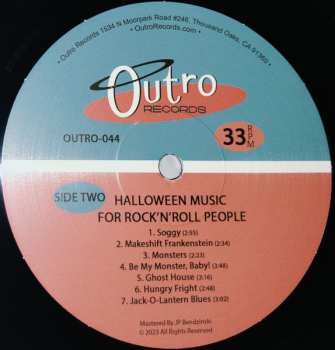 • Outro Records 1534 N Moorpark Road #246, Thousand Oaks, CA 91360 •
• OutroRecords.com •
Outro
RECORDS
OUTRO-044
33 RPM
SIDE TWO
HALLOWEEN MUSIC
FOR ROCK'N'ROLL PEOPLE
1. Soggy (2:55)
2. Makeshift Frankenstein (2:34)
3. Monsters (2:23)
4. Be My Monster, Baby! (3:48)
5. Ghost House (3:16)
6. Hungry Fright (2:48)
7. Jack-O-Lantern Blues (3:02)
Mastered By JP Bendzinski
© 2023 All Rights Reserved